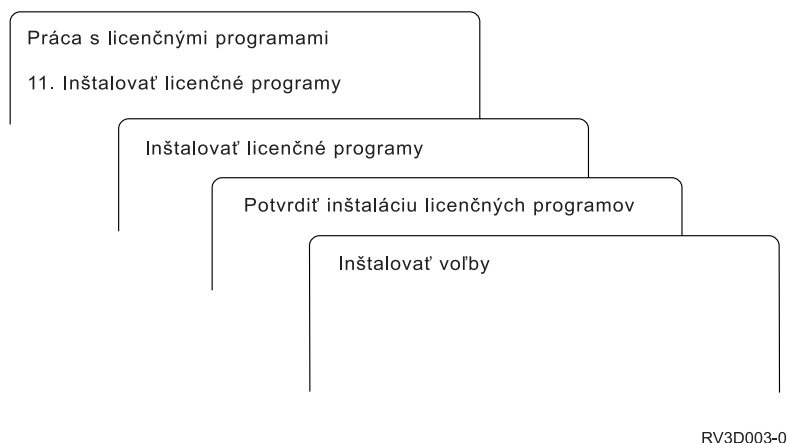 Práca s licenčnými programami
11. Inštalovať licenčné programy
Inštalovať licenčné programy
Potvrdiť inštaláciu licenčných programov
Inštalovať voľby
RV3D003-0